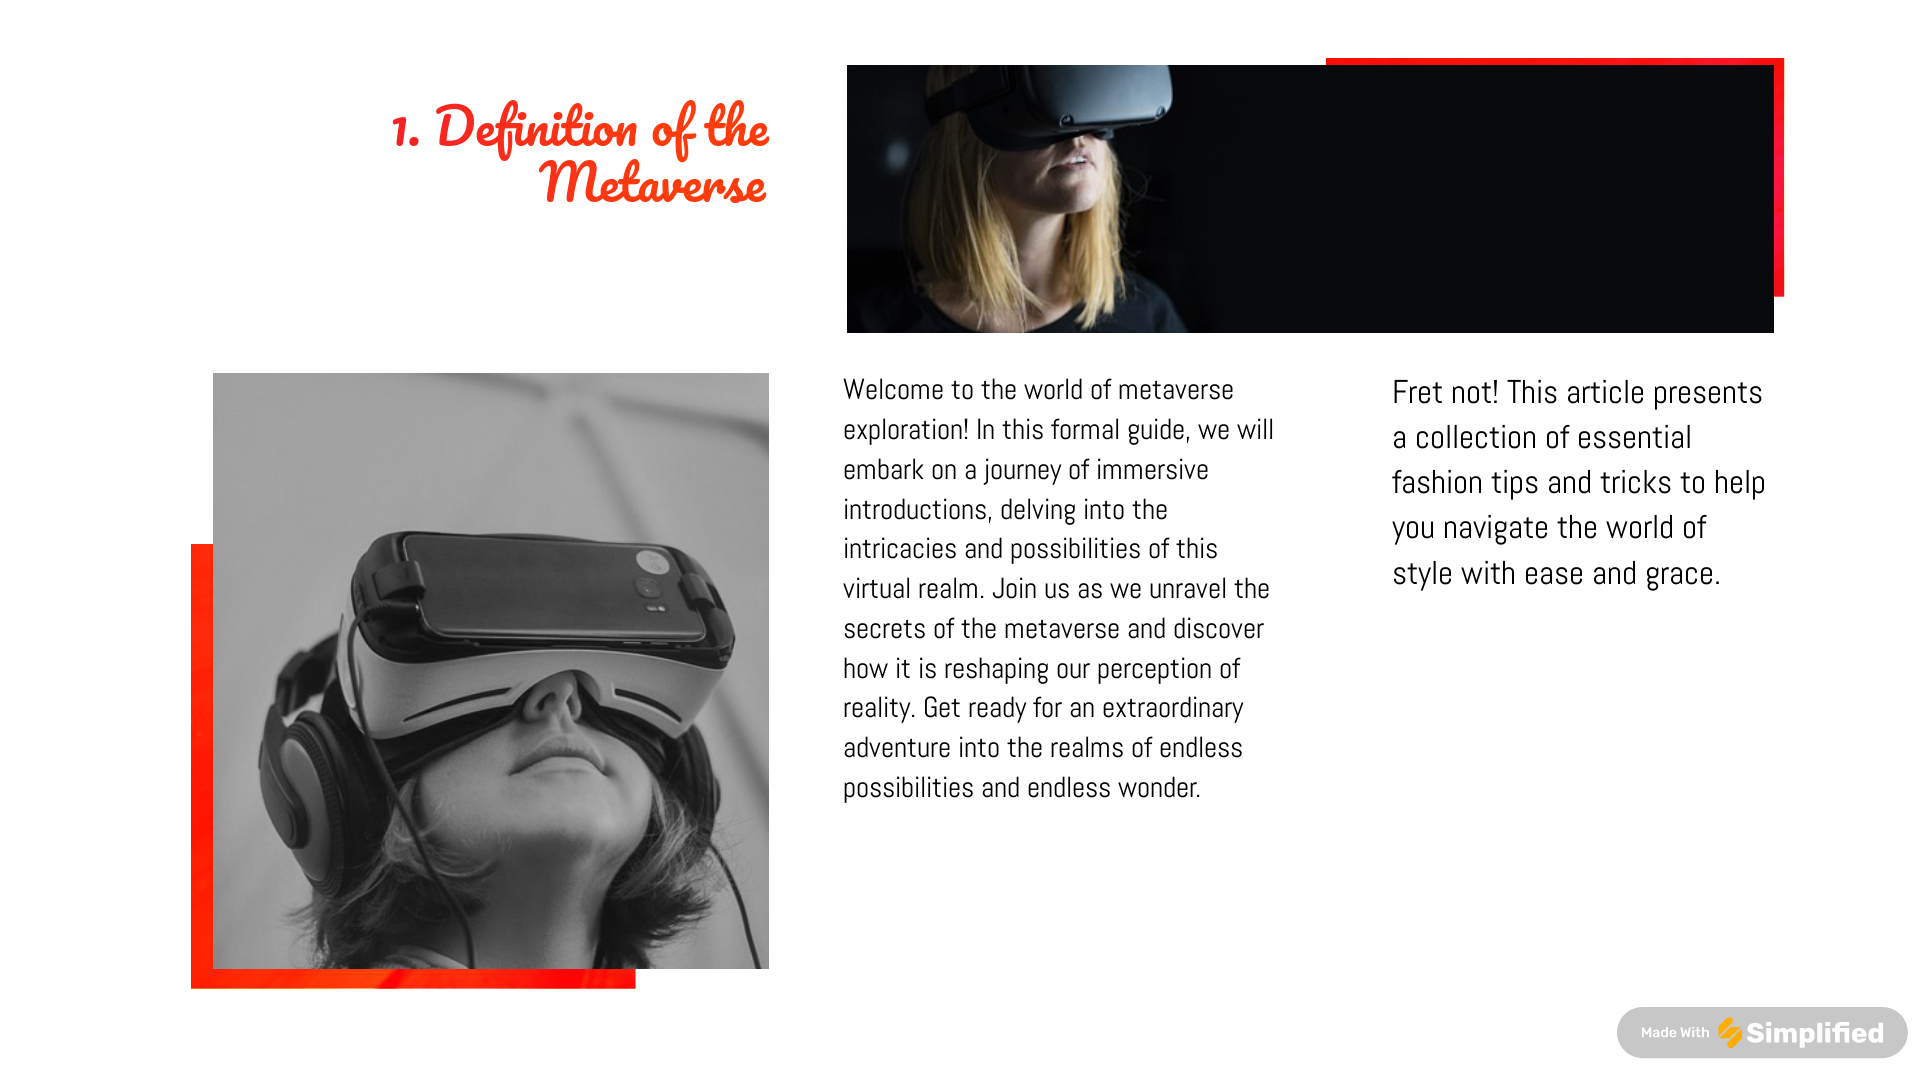 1. Definition of the
Metaverse
Welcome to the world of metaverse
exploration! In this formal guide, we will
embark on a journey of immersive
introductions, delving into the
intricacies and possibilities of this
virtual realm. Join us as we unravel the
secrets of the metaverse and discover
how it is reshaping our perception of
reality. Get ready for an extraordinary
adventure into the realms of endless
possibilities and endless wonder.
Fret not! This article presents
a collection of essential
fashion tips and tricks to help
you navigate the world of
style with ease and grace.
Made With Simplified